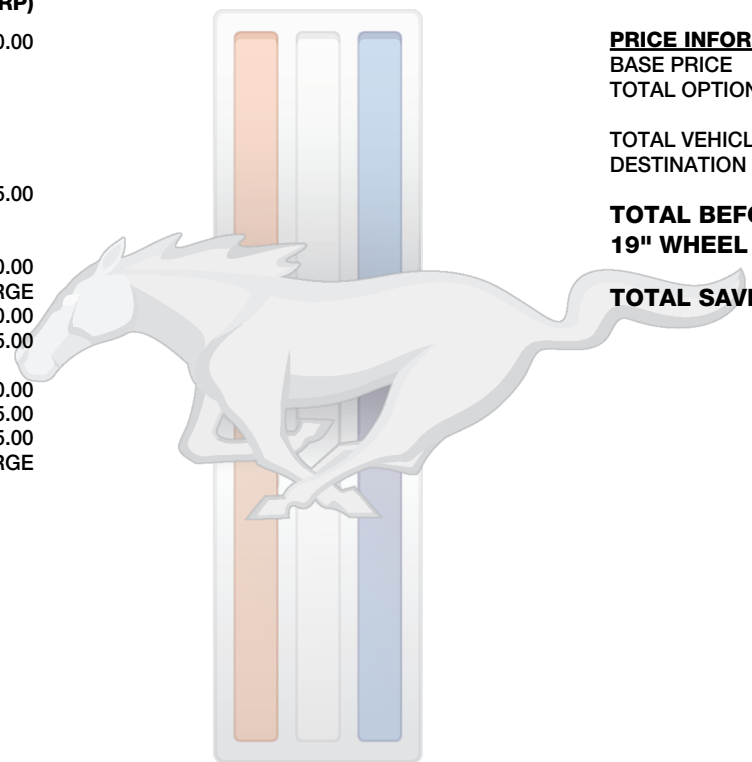 RP)
0.00
5.00
0.00
RGE
0.00
5.00
0.00
5.00
5.00
RGE
PRICE INFOR
BASE PRICE
TOTAL OPTION
TOTAL VEHICL
DESTINATION
TOTAL BEFO
19" WHEEL
TOTAL SAVI